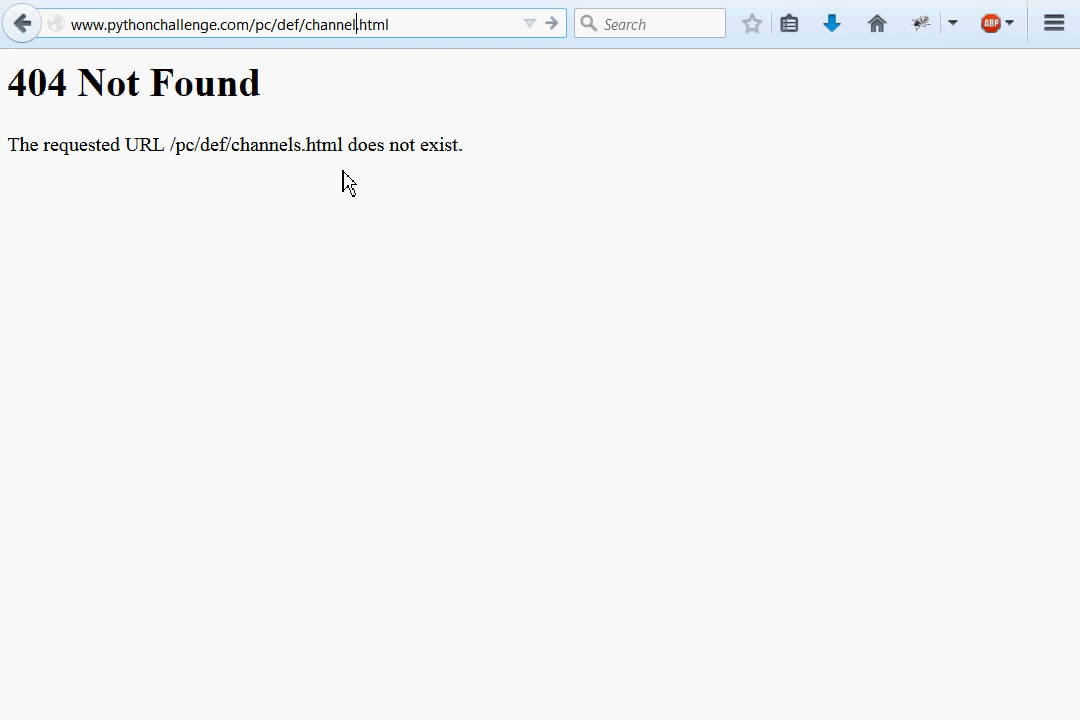 www.pythonchallenge.com/pc/def/channel.html
Search
ABP
404 Not Found
The requested URL /pc/def/channels.html does not exist.